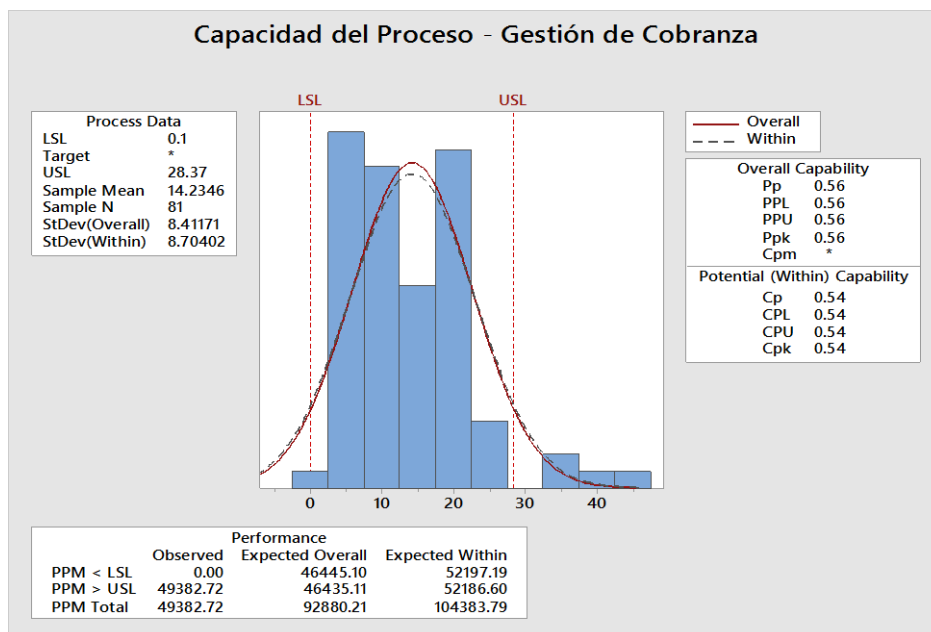 Capacidad del Proceso - Gestión de Cobranza
LSL USL
Process Data
LSL 0.1
Target *
USL 28.37
Sample Mean 14.2346
Sample N 81
StDev(Overall) 8.41171
StDev(Within) 8.70402
Overall
Within
Overall Capability
Pp 0.56
PPL 0.56
PPU 0.56
Ppk 0.56
Cpm *
Potential (Within) Capability
Cp 0.54
CPL 0.54
CPU 0.54
Cpk 0.54
0 10 20 30 40
Performance
Observed Expected Overall Expected Within
PPM < LSL 0.00 46445.10 52197.19
PPM > USL 49382.72 46435.11 52186.60
PPM Total 49382.72 92880.21 104383.79